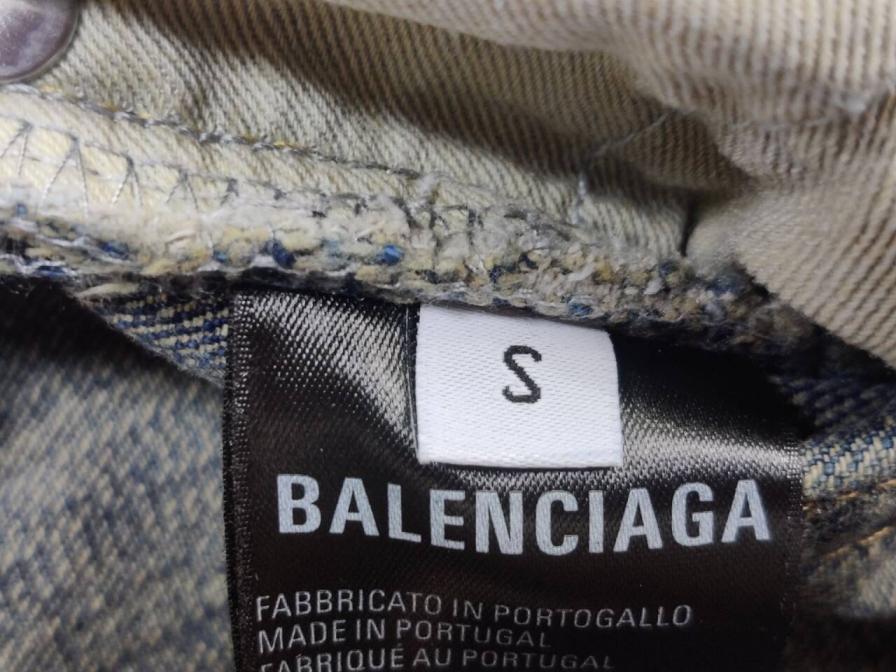 S
BALENCIAGA
FABBRICATO IN PORTOGALLO
MADE IN PORTUGAL
FABRIQUÉ AU PORTUGAL